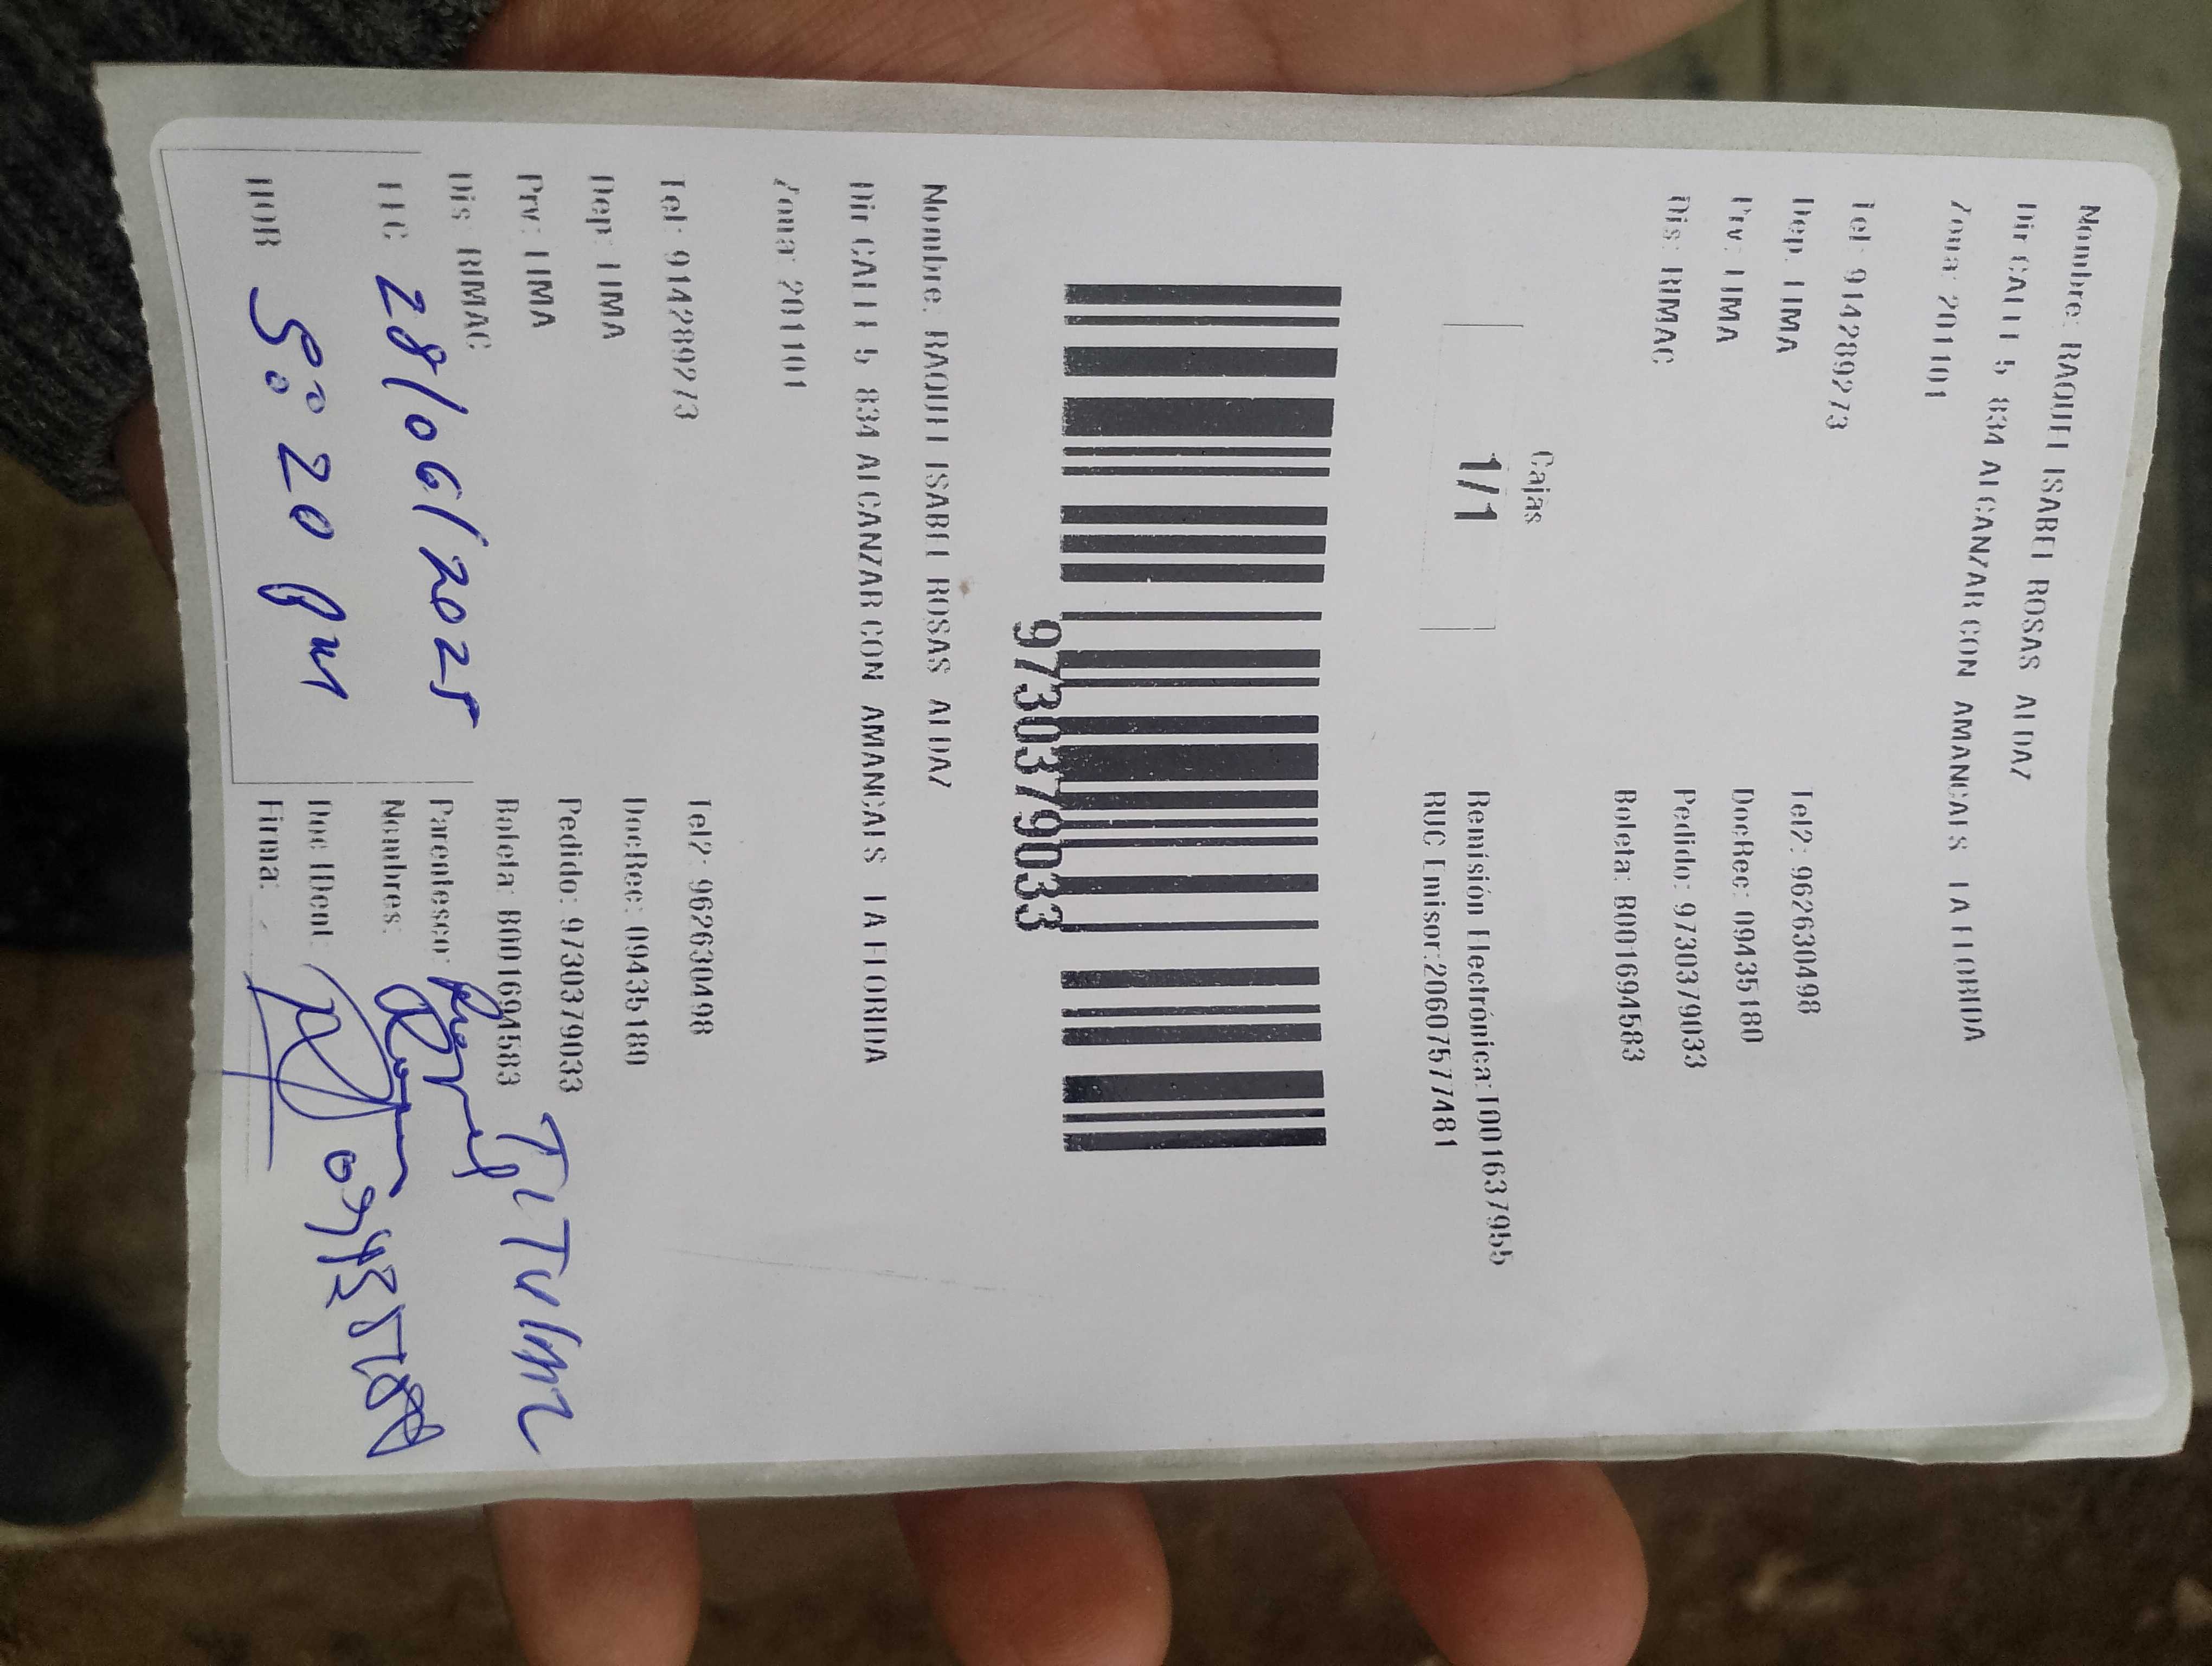 Nombre: RAQUEL ISABEL ROSAS ALDAZ
Dir CALLE 5 834 ALCANZAR CON AMANCAES LA FLORIDA
Zona: 201101
Tel: 914289273 Tel2: 962630498
Dep: LIMA DocRec: 09435180
Prv: LIMA Pedido: 9730379033
Dis: RIMAC Boleta: B001694583
Cajas
1/1
Remisión Electrónica:T001637955
RUC Emisor:20607577481
9730379033
Nombre: RAQUEL ISABEL ROSAS ALDAZ
Dir CALLE 5 834 ALCANZAR CON AMANCAES LA FLORIDA
Zona: 201101
Tel: 914289273 Tel2: 962630498
Dep: LIMA DocRec: 09435180
Prv: LIMA Pedido: 9730379033
Dis: RIMAC Boleta: B001694583
Parentesco:
FEC 28/06/2025 Nombres:
HOR 5:20 pm Doc IDent:
Firma: